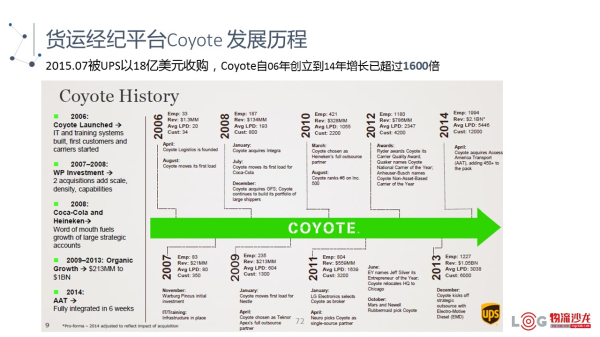 货运经纪平台Coyote 发展历程
2015.07被UPS以18亿美元收购，Coyote自06年创立到14年增长已超过1600倍
Coyote History
2006:
Coyote Launched →
IT and training systems
built, first customers and
carriers started
2007–2008:
WP Investment →
2 acquisitions add scale,
density, capabilities
2008:
Coca-Cola and
Heineken→
Word of mouth fuels
growth of large strategic
accounts
2009–2013: Organic
Growth → $213MM to
$1BN
2014:
AAT →
Fully integrated in 6 weeks
2006
Emp: 33
Rev: $1.3MM
Avg LPD: 20
Cust: 34
April:
Coyote Logistics is founded
August:
Coyote moves its first load
2008
Emp: 187
Rev: $134MM
Avg LPD: 193
Cust: 800
January:
Coyote acquires Integra
July:
Coyote moves its first load for
Coca-Cola
December:
Coyote acquires GFS; Coyote
continues to build its portfolio of
large shippers
2010
Emp: 421
Rev: $328MM
Avg LPD: 1055
Cust: 2200
March:
Coyote chosen as
Heineken's full outsource
partner
August:
Coyote ranks #6 on Inc.
500
2012
Emp: 1180
Rev: $786MM
Avg LPD: 2347
Cust: 4200
Awards:
Ryder awards Coyote its
Carrier Quality Award,
Quaker names Coyote
National Carrier of the Year;
Anheuser-Busch names
Coyote Non-Asset-Based
Carrier of the Year
2014
Emp: 1994
Rev: $2.1BN*
Avg LPD: 5446
Cust: 12000
April:
Coyote acquires Access
America Transport
(AAT), adding 450+ to
the pack
COYOTE
2007
Emp: 83
Rev: $21MM
Avg LPD: 80
Cust: 350
November:
Warburg Pincus initial
investment
IT/Training:
Infrastructure in place
2009
Emp: 235
Rev: $213MM
Avg LPD: 604
Cust: 1300
January:
Coyote moves first load for
Nestle
October:
Coyote chosen as Teknor
Apex's full outsource
partner
2011
Emp: 804
Rev: $559MM
Avg LPD: 1639
Cust: 3200
January:
LG Electronics selects
Coyote as broker
April:
Nuro picks Coyote as
single-source partner
June:
EY names Jeff Silver its
Entrepreneur of the Year;
Coyote relocates HQ to
Chicago
October:
Mars and Newell
Rubbermaid pick Coyote
2013
Emp: 1227
Rev: $1.05BN
Avg LPD: 3038
Cust: 6000
December:
Coyote kicks off
strategic
outsource with
Electro-Motive
Diesel (EMD)
ups
LOG 物流沙龙
72
9
*Pro-forma – 2014 adjusted to reflect impact of acquisition